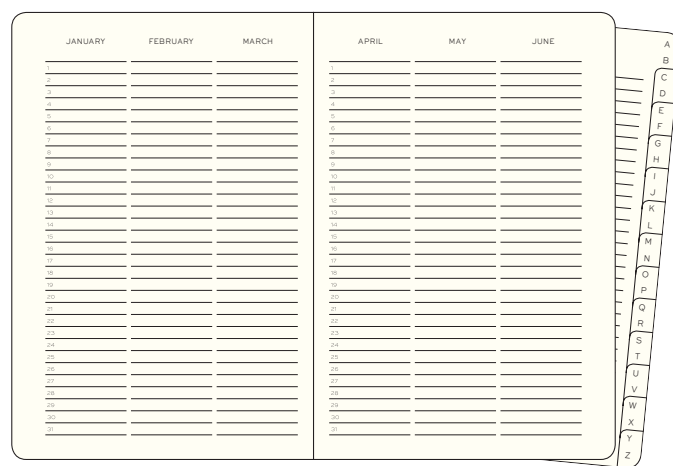 JANUARY FEBRUARY MARCH
1
2
3
4
5
6
7
8
9
10
11
12
13
14
15
16
17
18
19
20
21
22
23
24
25
26
27
28
29
30
31
APRIL MAY JUNE
1
2
3
4
5
6
7
8
9
10
11
12
13
14
15
16
17
18
19
20
21
22
23
24
25
26
27
28
29
30
31
A
B
C
D
E
F
G
H
I
J
K
L
M
N
O
P
Q
R
S
T
U
V
W
X
Y
Z